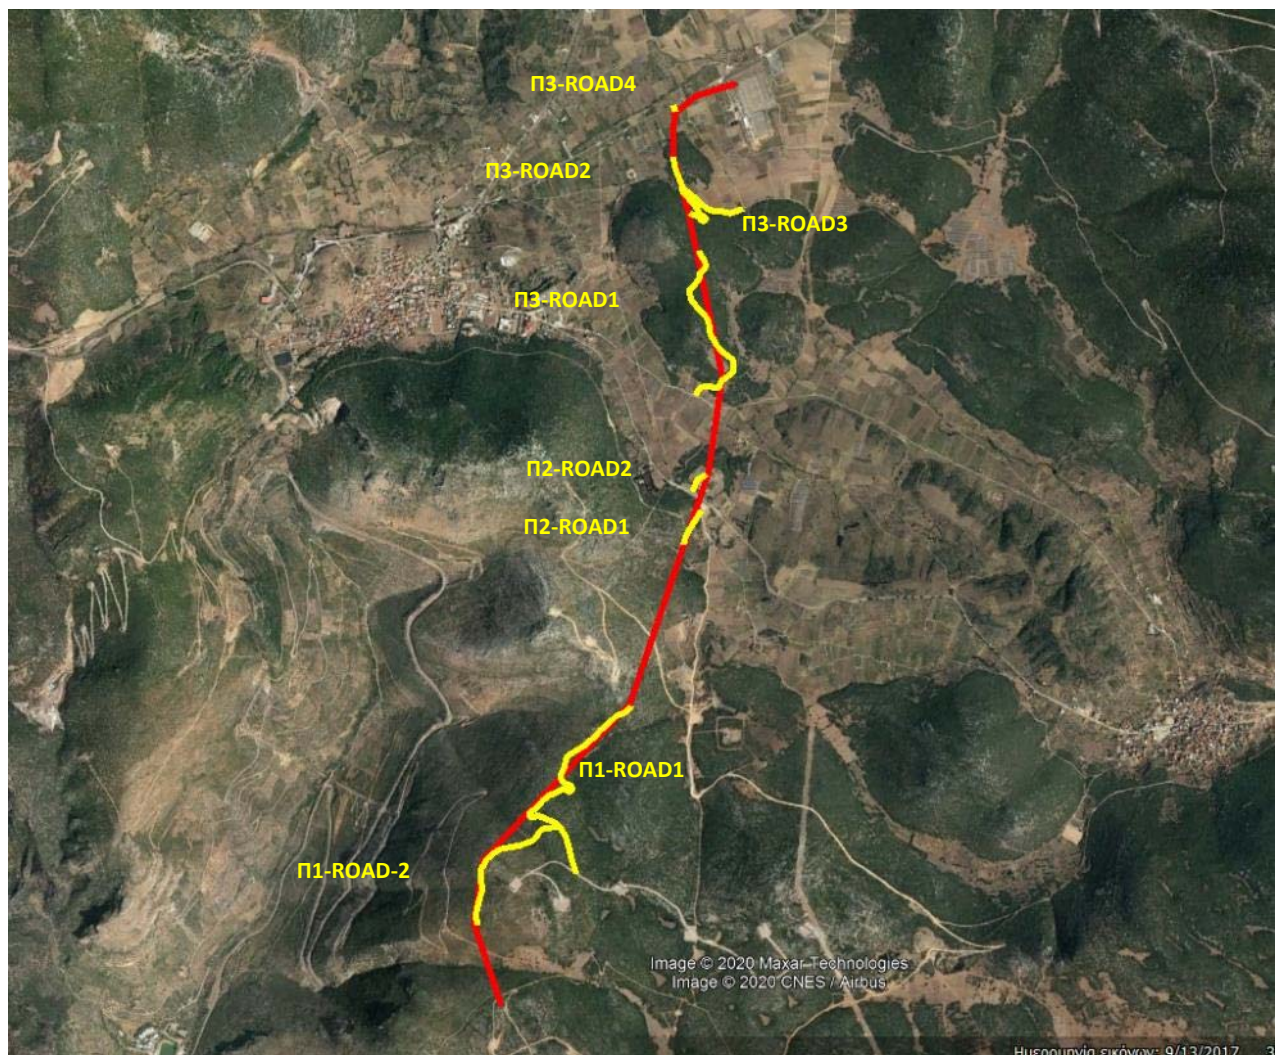 Π3-ROAD4
Π3-ROAD2
Π3-ROAD3
Π3-ROAD1
Π2-ROAD2
Π2-ROAD1
Π1-ROAD1
Π1-ROAD-2
Image © 2020 Maxar Technologies
Image © 2020 CNES / Airbus
Ημερομηνία εικόνων: 9/13/2017